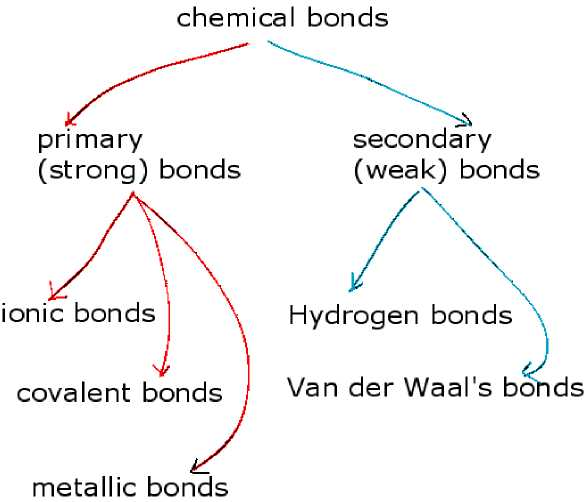 chemical bonds
primary
(strong) bonds
secondary
(weak) bonds
ionic bonds
Hydrogen bonds
covalent bonds
Van der Waal's bonds
metallic bonds